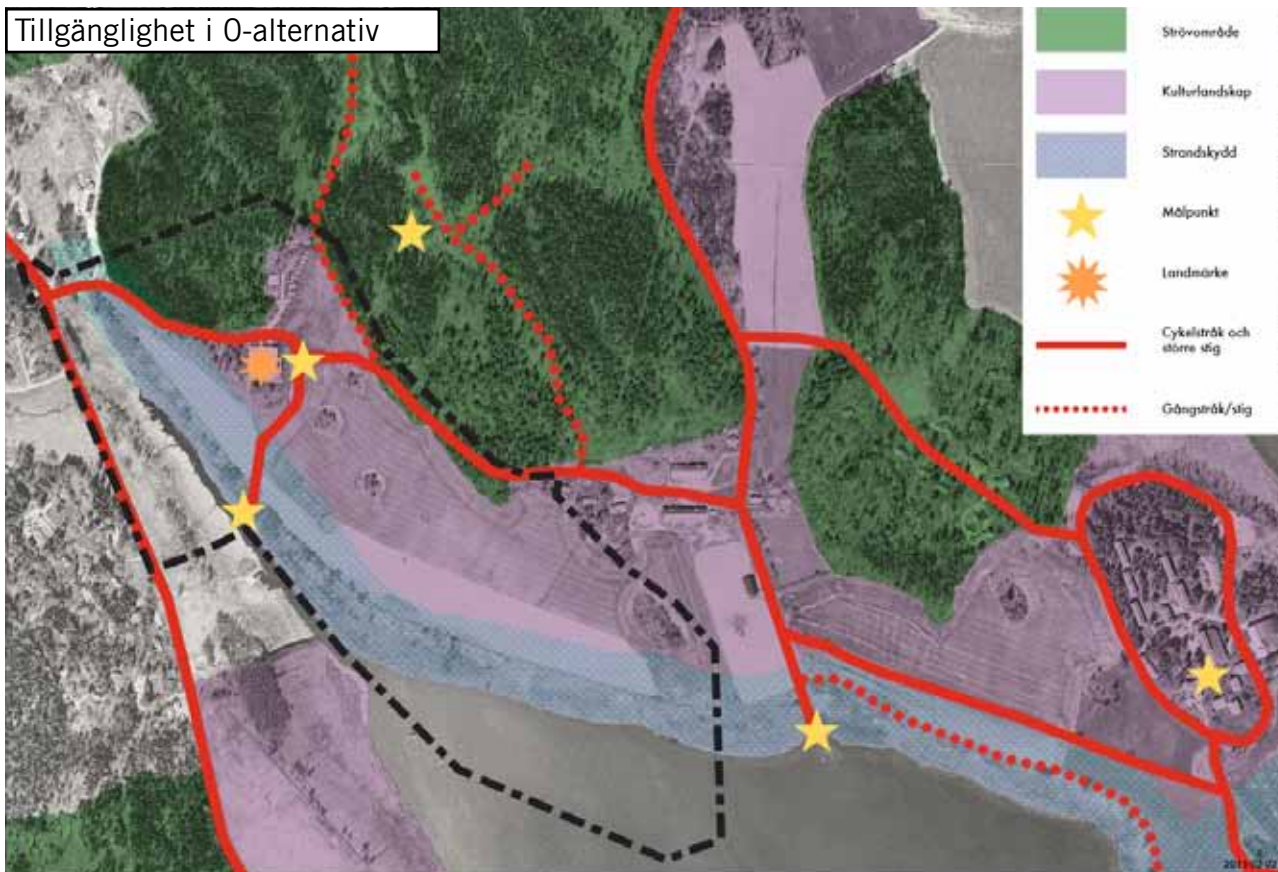 Tillgänglighet i 0-alternativ
Strövområde
Kulturlandskap
Strandskydd
Målpunkt
Landmärke
Cykelstråk och
större stig
Gångstråk/stig